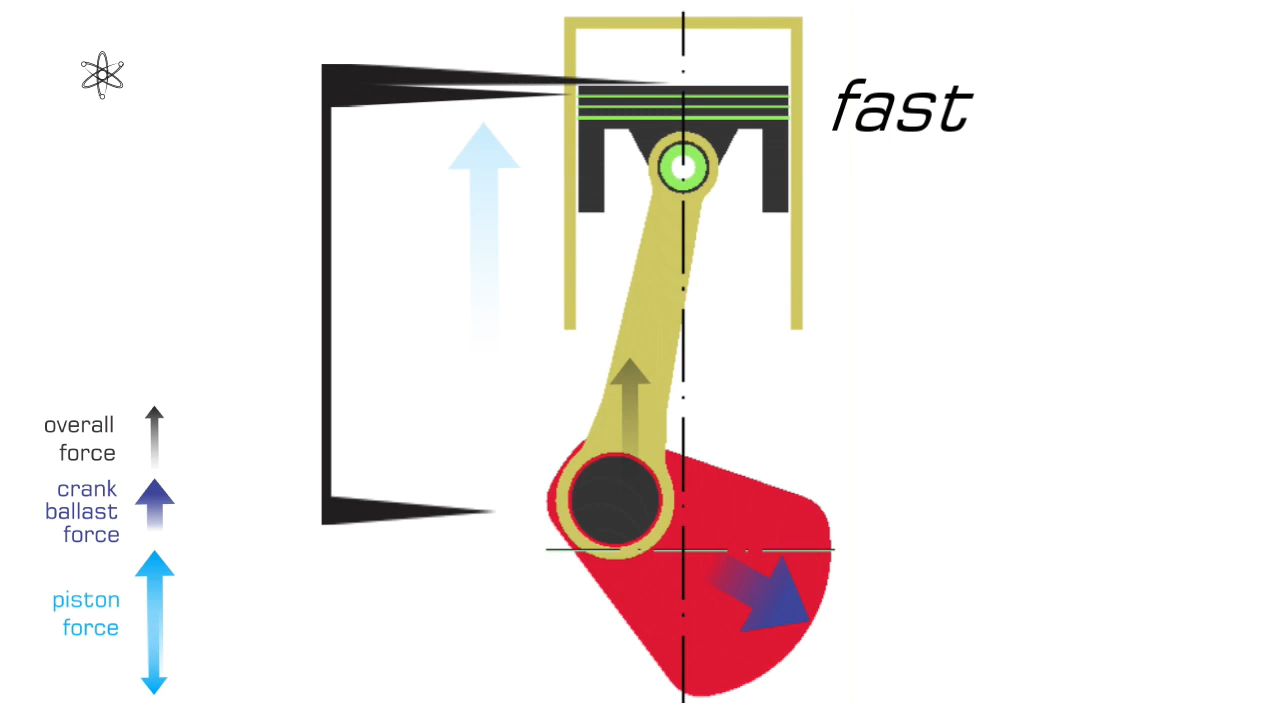 fast
overall
force
crank
ballast
force
piston
force